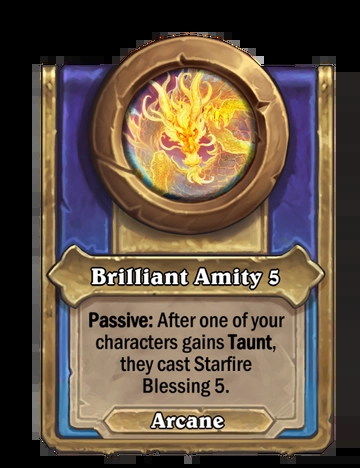 Brilliant Amity 5
Passive: After one of your
characters gains Taunt,
they cast Starfire
Blessing 5.
Arcane